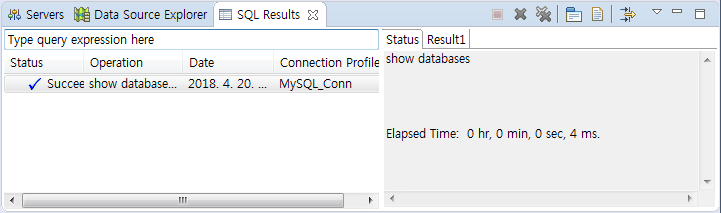 Servers Data Source Explorer SQL Results
Type query expression here
Status Operation Date Connection Profile
Succee show database... 2018. 4. 20. ... MySQL_Conn
Status Result1
show databases
Elapsed Time:  0 hr, 0 min, 0 sec, 4 ms.